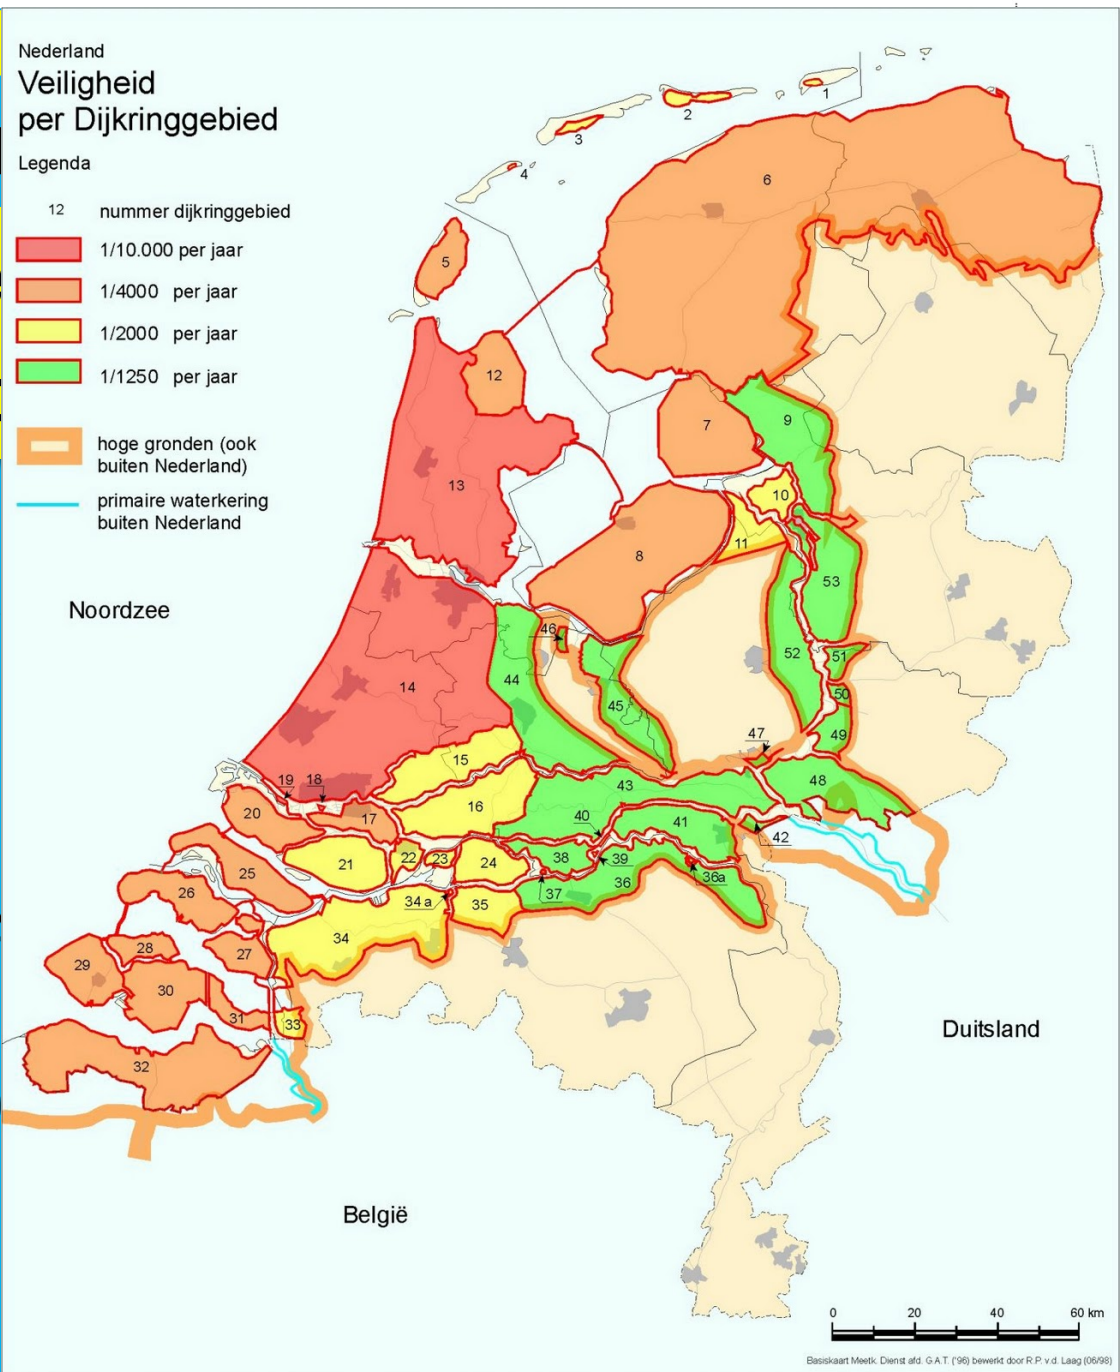 Nederland
Veiligheid
per Dijkringgebied
Legenda
12 nummer dijkringgebied
1/10.000 per jaar
1/4000 per jaar
1/2000 per jaar
1/1250 per jaar
hoge gronden (ook
buiten Nederland)
primaire waterkering
buiten Nederland
1
2
3
4
6
5
12
7
9
13
10
11
8
53
46
52
51
44
14
45
50
49
47
15
19
18
43
48
20
16
17
40
41
42
21
22
23
24
38
39
25
36
36a
26
37
34a
35
34
28
27
29
30
31
33
32
Noordzee
Duitsland
België
0 20 40 60 km
Basiskaart Meetk. Dienst afd. G.A.T. ('96) bewerkt door R.P. v.d. Laag (06/98)